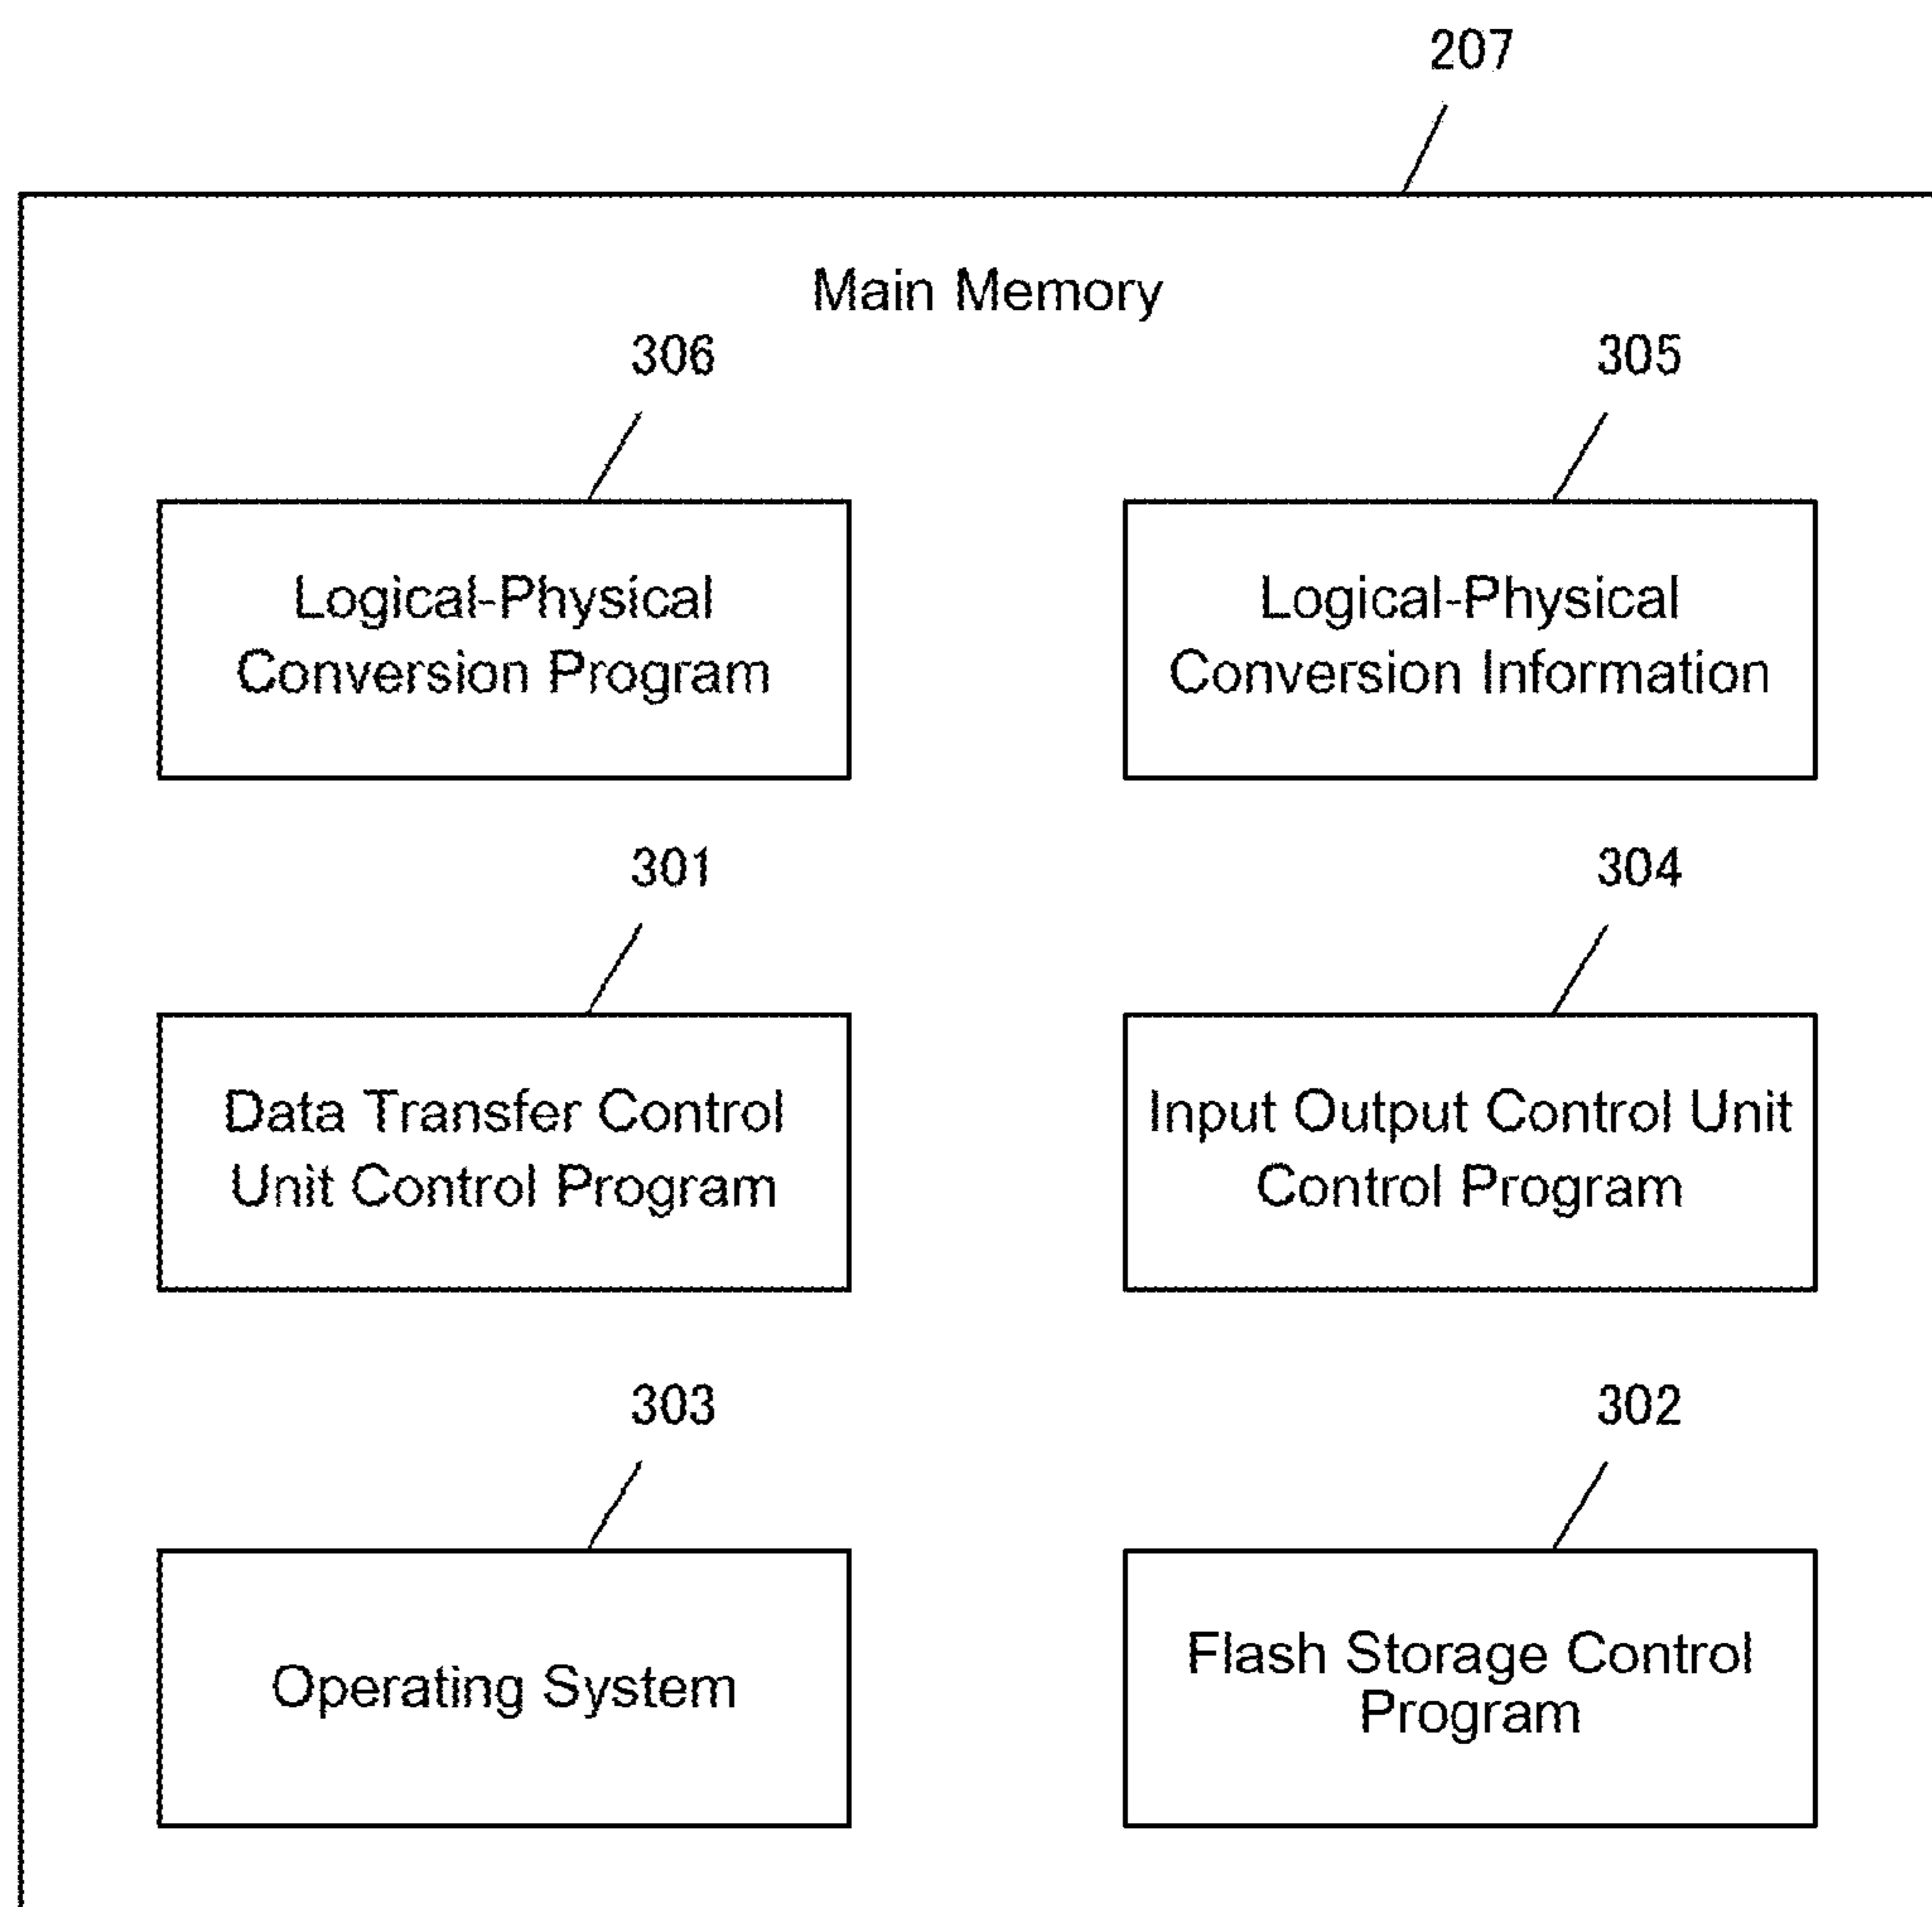 207
Main Memory
306
305
Logical-Physical
Conversion Program
Logical-Physical
Conversion Information
301
304
Data Transfer Control
Unit Control Program
Input Output Control Unit
Control Program
303
302
Operating System
Flash Storage Control
Program